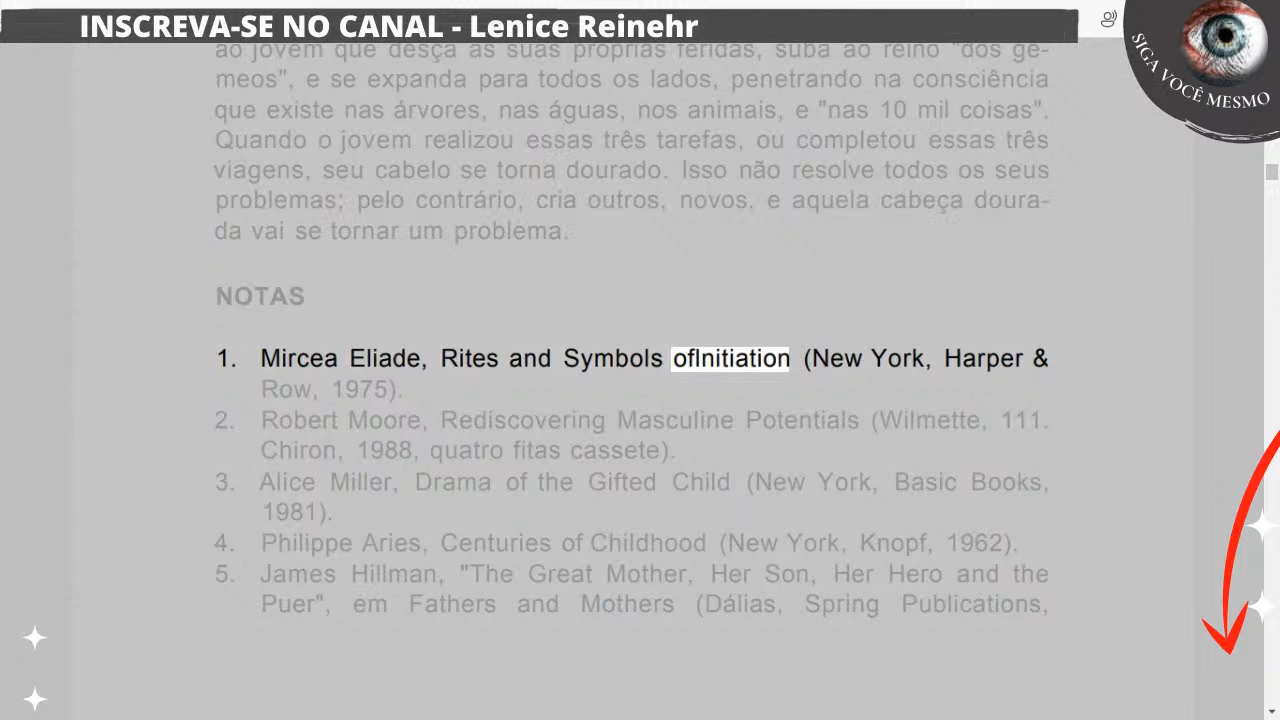 INSCREVA-SE NO CANAL - Lenice Reinehr
SIGA VOCÊ MESMO
ao jovem que desça às suas próprias feridas, suba ao reino "dos gê-
meos", e se expanda para todos os lados, penetrando na consciência
que existe nas árvores, nas águas, nos animais, e "nas 10 mil coisas".
Quando o jovem realizou essas três tarefas, ou completou essas três
viagens, seu cabelo se torna dourado. Isso não resolve todos os seus
problemas; pelo contrário, cria outros, novos, e aquela cabeça doura-
da vai se tornar um problema.
NOTAS
1. Mircea Eliade, Rites and Symbols oflnitiation (New York, Harper &
Row, 1975).
2. Robert Moore, Rediscovering Masculine Potentials (Wilmette, 111.
Chiron, 1988, quatro fitas cassete).
3. Alice Miller, Drama of the Gifted Child (New York, Basic Books,
1981).
4. Philippe Aries, Centuries of Childhood (New York, Knopf, 1962).
5. James Hillman, "The Great Mother, Her Son, Her Hero and the
Puer", em Fathers and Mothers (Dálias, Spring Publications,